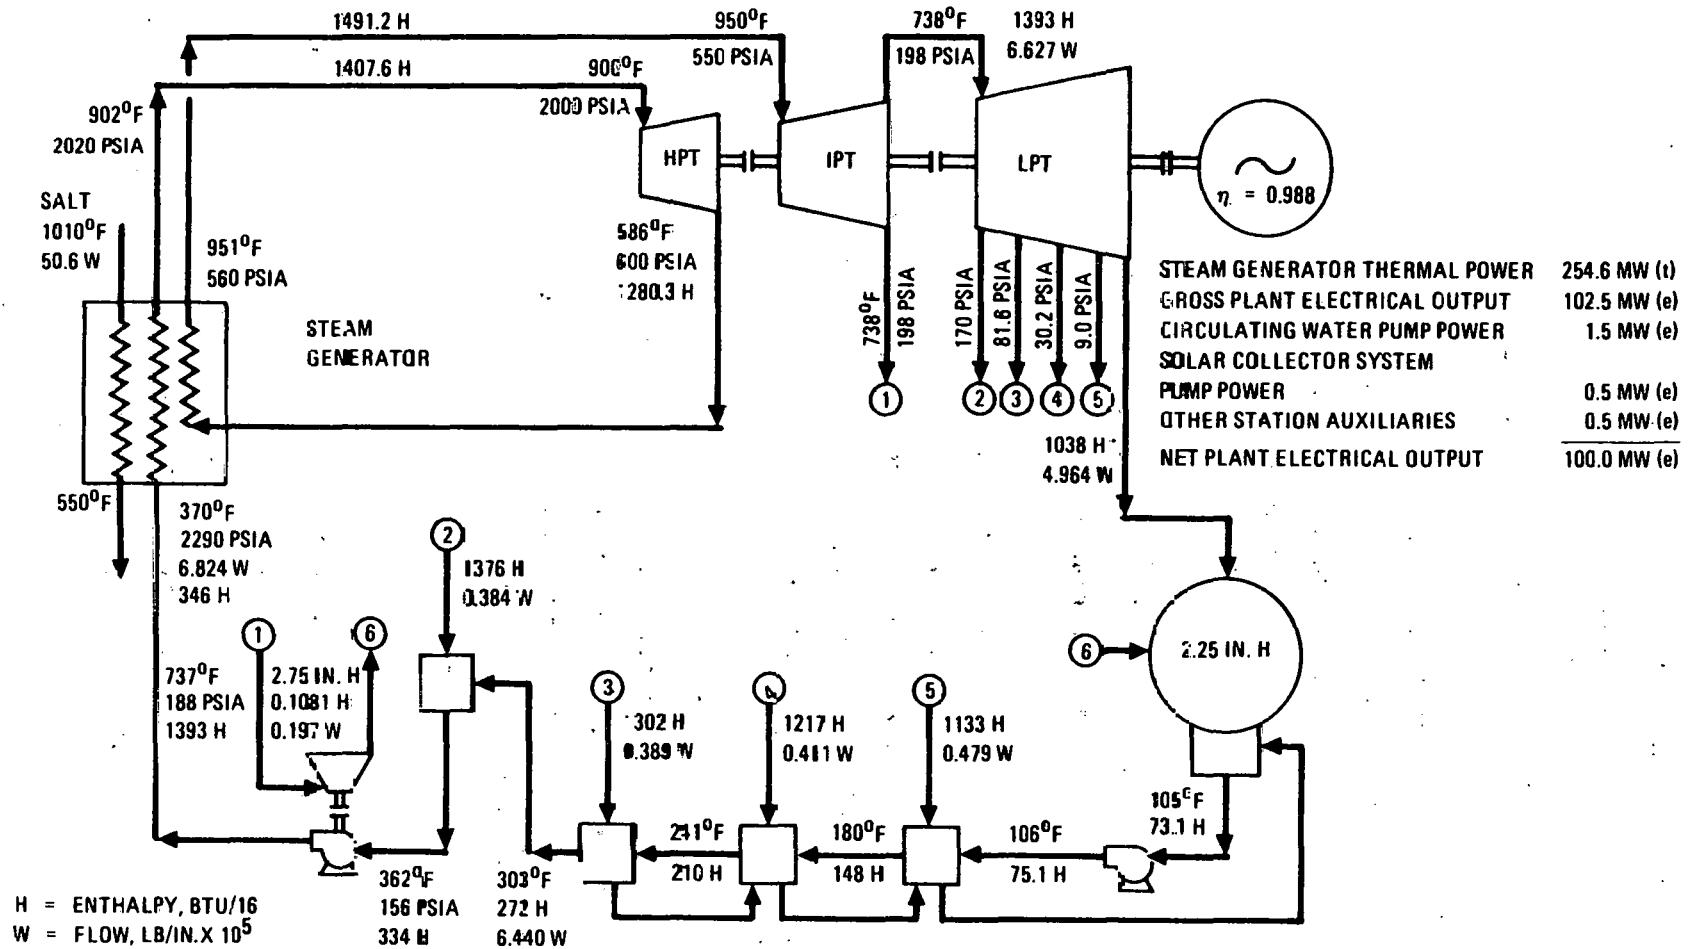 1491.2 H
950°F
550 PSIA
738°F
198 PSIA
1393 H
6.627 W
1407.6 H
900°F
2000 PSIA
902°F
2020 PSIA
HPT
IPT
LPT
η = 0.988
SALT
1010°F
50.6 W
951°F
560 PSIA
586°F
600 PSIA
1280.3 H
STEAM
GENERATOR
738°F
198 PSIA
170 PSIA
81.6 PSIA
30.2 PSIA
9.0 PSIA
1
2
3
4
5
STEAM GENERATOR THERMAL POWER 254.6 MW (t)
GROSS PLANT ELECTRICAL OUTPUT 102.5 MW (e)
CIRCULATING WATER PUMP POWER 1.5 MW (e)
SOLAR COLLECTOR SYSTEM
PUMP POWER 0.5 MW (e)
OTHER STATION AUXILIARIES 0.5 MW (e)
NET PLANT ELECTRICAL OUTPUT 100.0 MW (e)
1038 H
4.964 W
550°F
370°F
2290 PSIA
6.824 W
346 H
2
1376 H
0.384 W
1
6
737°F
188 PSIA
1393 H
2.75 IN. H
0.1081 H
0.197 W
3
1302 H
0.389 W
4
1217 H
0.411 W
5
1133 H
0.479 W
6
2.25 IN. H
105°F
73.1 H
106°F
75.1 H
180°F
148 H
241°F
210 H
303°F
272 H
6.440 W
362°F
156 PSIA
334 H
H = ENTHALPY, BTU/16
W = FLOW, LB/IN. X 10⁵